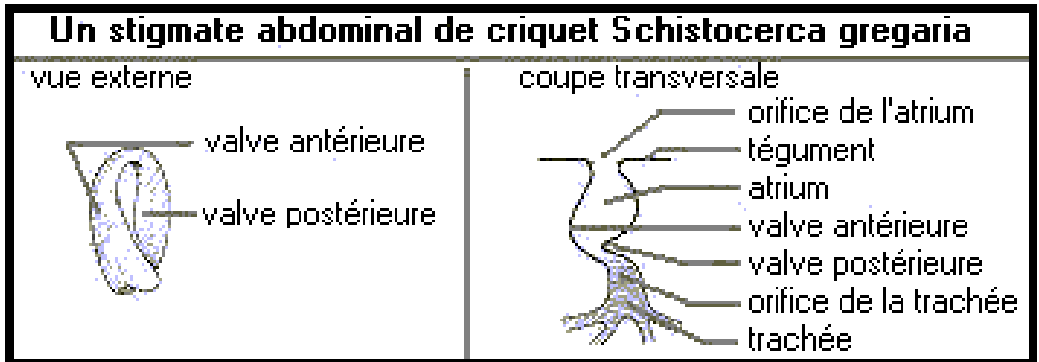 Un stigmate abdominal de criquet Schistocerca gregaria
vue externe
valve antérieure
valve postérieure
coupe transversale
orifice de l'atrium
tégument
atrium
valve antérieure
valve postérieure
orifice de la trachée
trachée